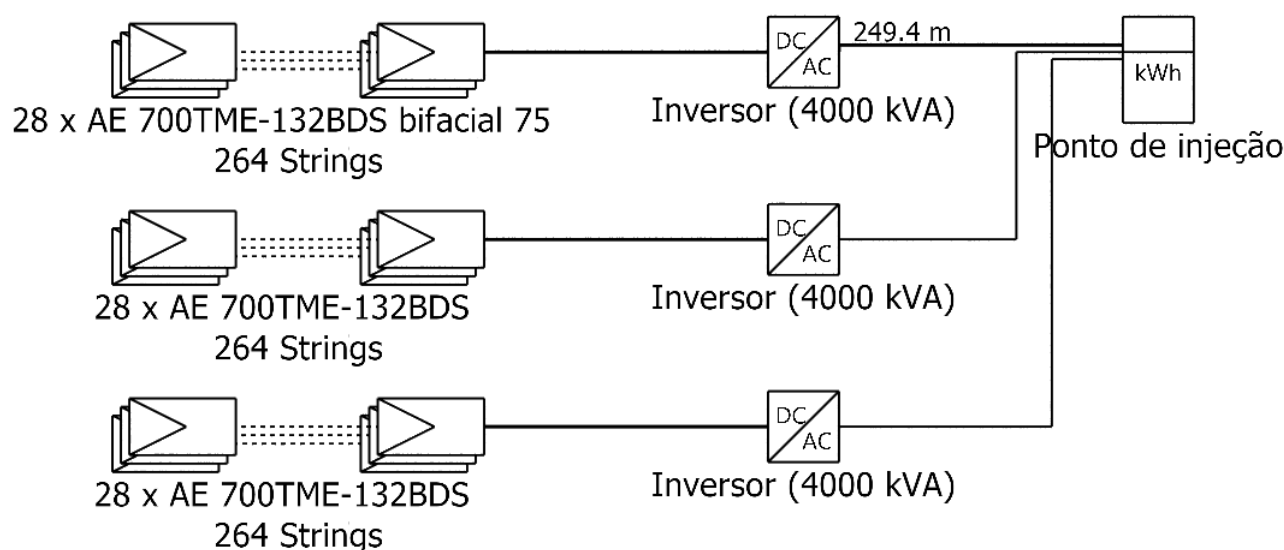 249.4 m
DC
AC
kWh
28 x AE 700TME-132BDS bifacial 75
264 Strings
Inversor (4000 kVA)
Ponto de injeção
DC
AC
28 x AE 700TME-132BDS
264 Strings
Inversor (4000 kVA)
DC
AC
28 x AE 700TME-132BDS
264 Strings
Inversor (4000 kVA)